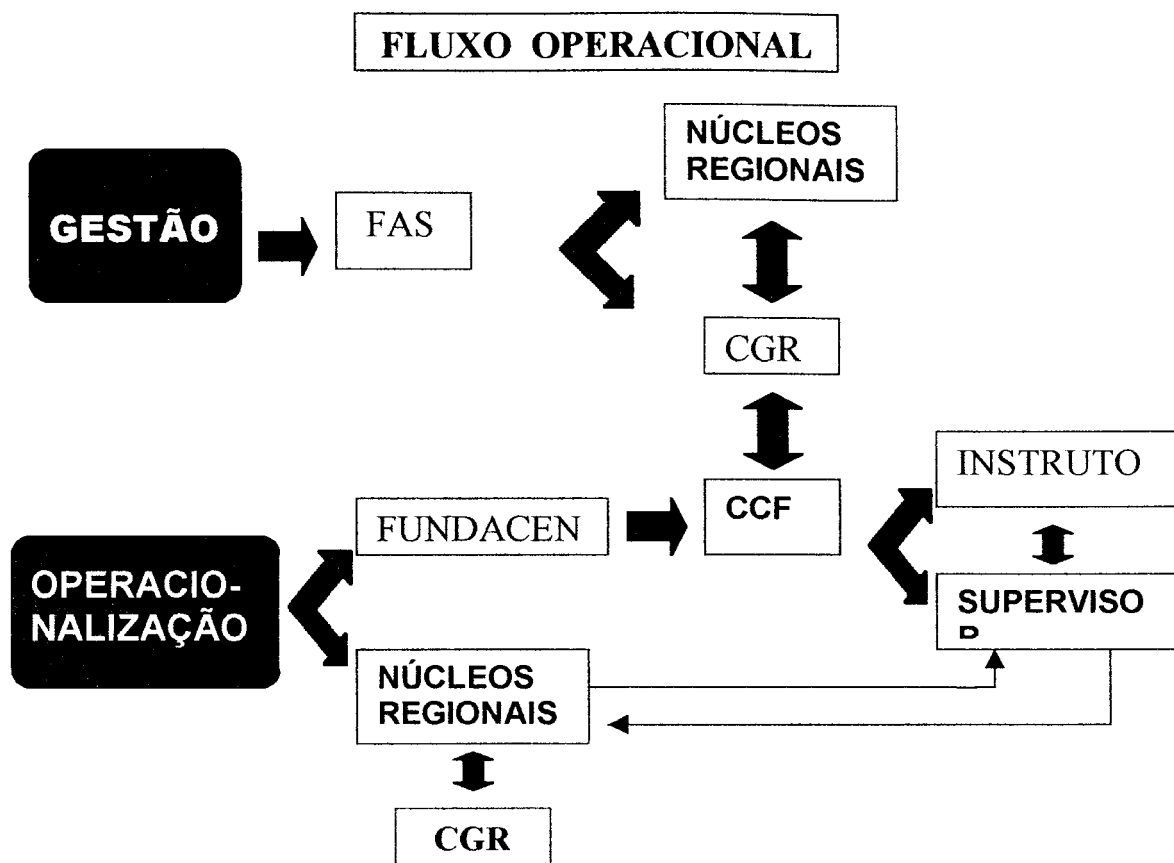 FLUXO OPERACIONAL
NÚCLEOS
REGIONAIS
GESTÃO
FAS
CGR
INSTRUTO
FUNDACEN
CCF
OPERACIO-
NALIZAÇÃO
SUPERVISO
R
NÚCLEOS
REGIONAIS
CGR